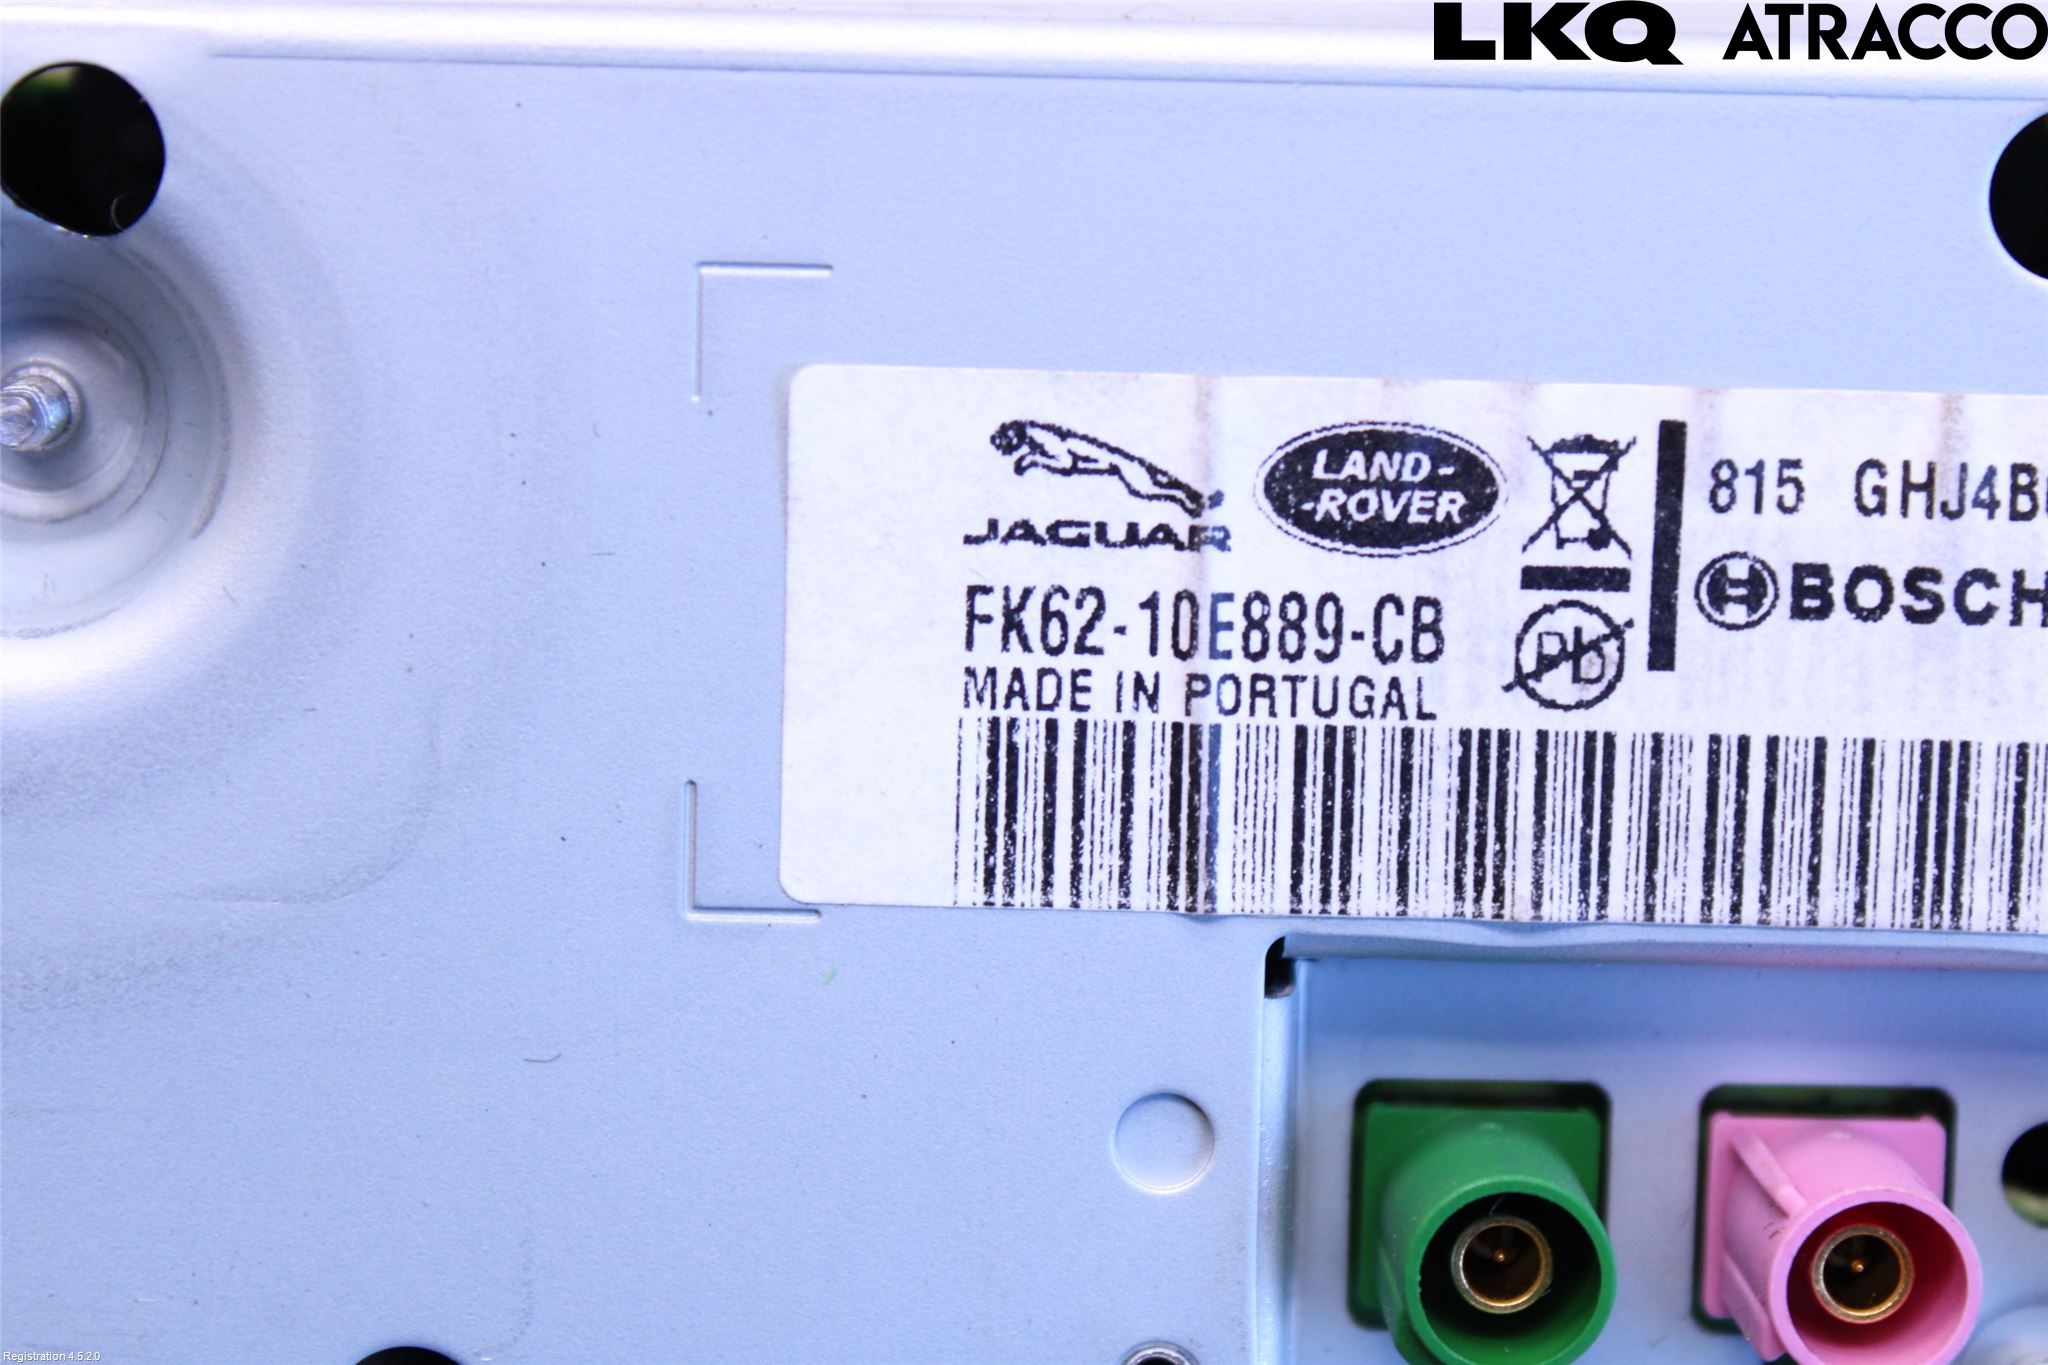 LKQ ATRACCO
JAGUAR
LAND-
-ROVER
815 GHJ4B
BOSCH
FK62-10E889-CB
MADE IN PORTUGAL
Pb
Registration 4.5.2.0